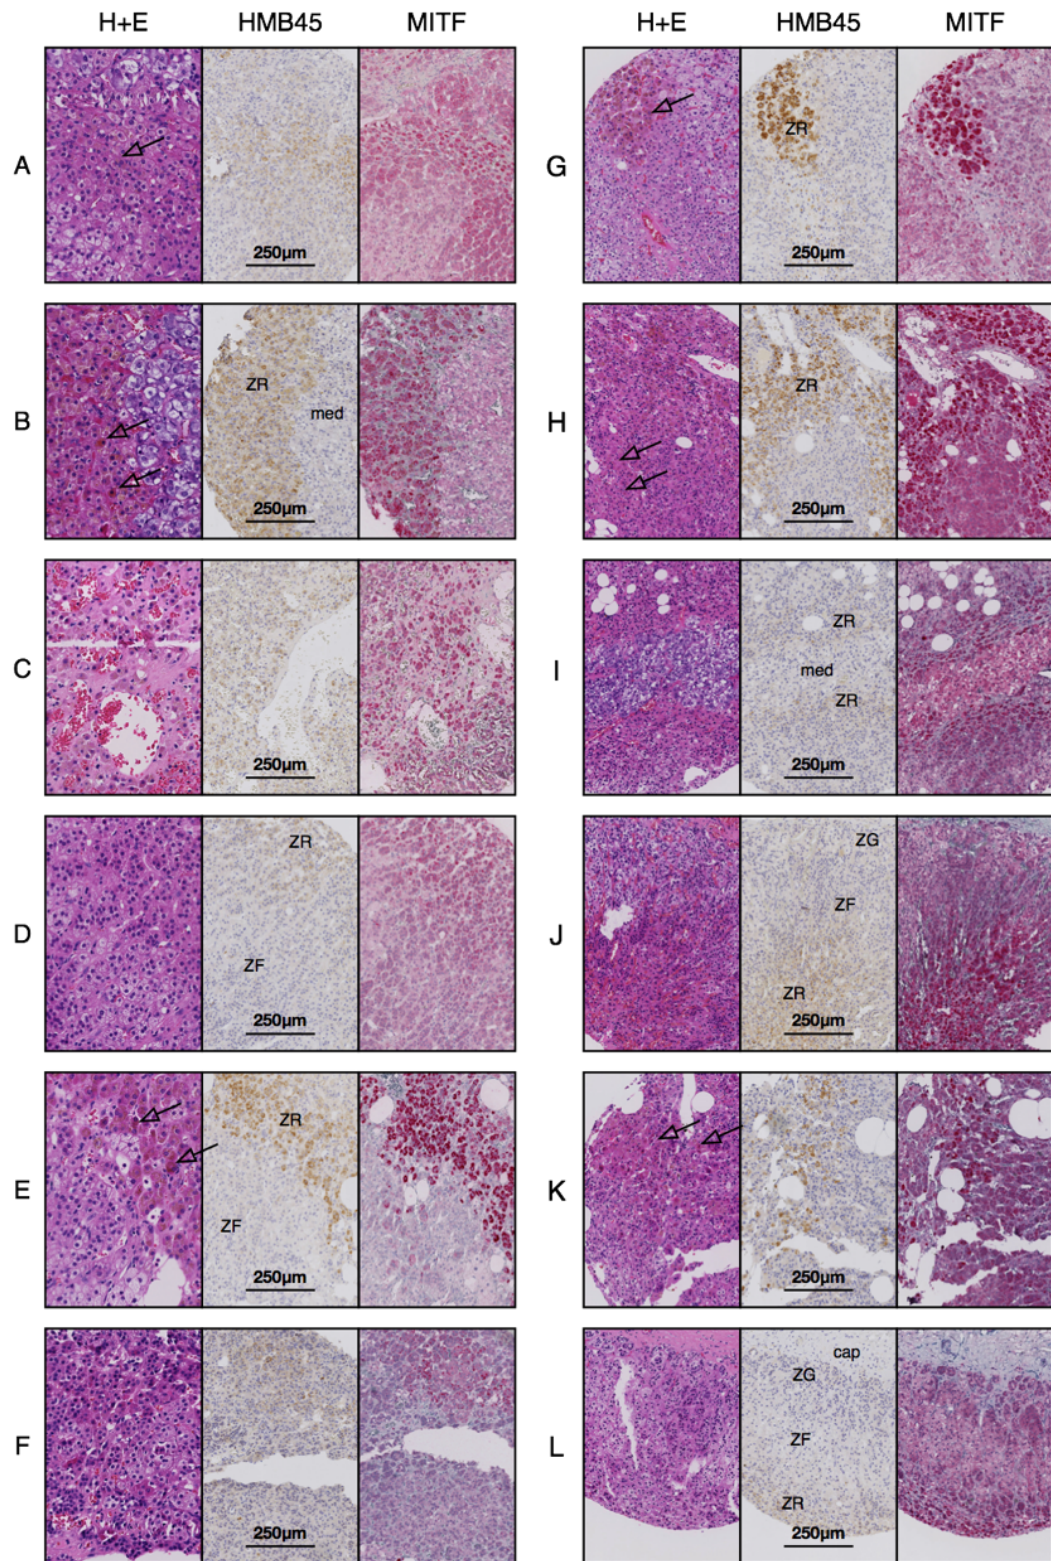 H+E HMB45 MITF H+E HMB45 MITF
A 250µm
G ZR 250µm
B ZR med 250µm
H ZR 250µm
C 250µm
I ZR med ZR 250µm
D ZR ZF 250µm
J ZG ZF ZR 250µm
E ZR ZF 250µm
K 250µm
F 250µm
L cap ZG ZF ZR 250µm